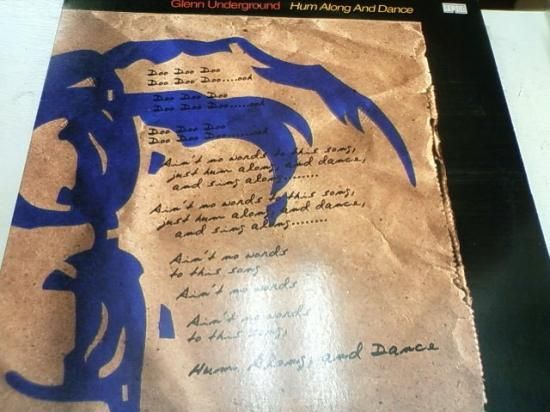 Glenn Underground Hum Along And Dance
Doo Doo Doo
Doo Doo Doo....ooh
Doo Doo Doo
Doo Doo Doo......ooh
Doo Doo Doo
Doo Doo Doo.....ooh
Ain't no words to this song,
just hum along, and dance,
and sing along.......
Ain't no words to this song,
just hum along, and dance,
and sing along........
Ain't no words
to this song
Ain't no words
Ain't no words
to this song,
Hum, Along, and Dance